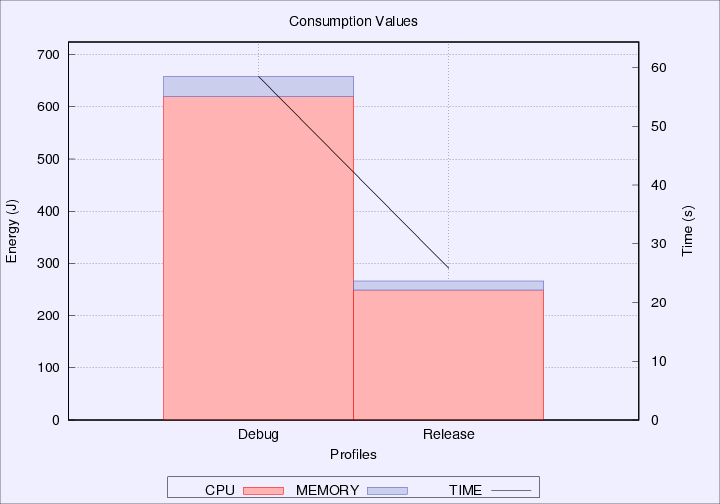 Consumption Values
Energy (J)
700
600
500
400
300
200
100
0
60
50
40
30
20
10
0
Time (s)
Debug Release
Profiles
CPU MEMORY TIME